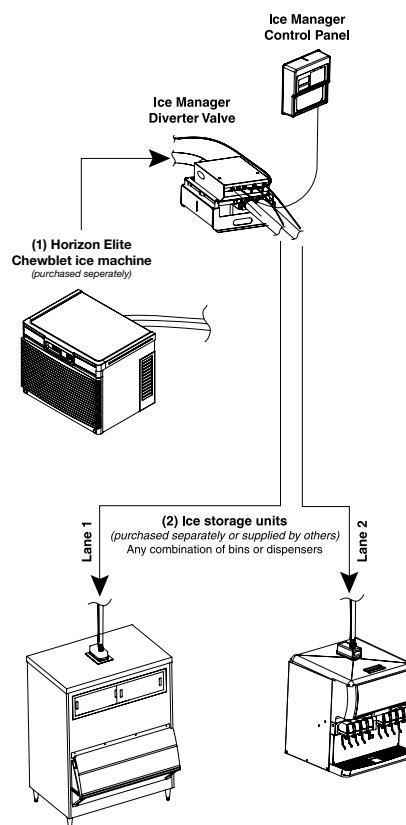 Ice Manager
Control Panel
Ice Manager
Diverter Valve
(1) Horizon Elite
Chewblet ice machine
(purchased seperately)
(2) Ice storage units
(purchased separately or supplied by others)
Any combination of bins or dispensers
Lane 1
Lane 2